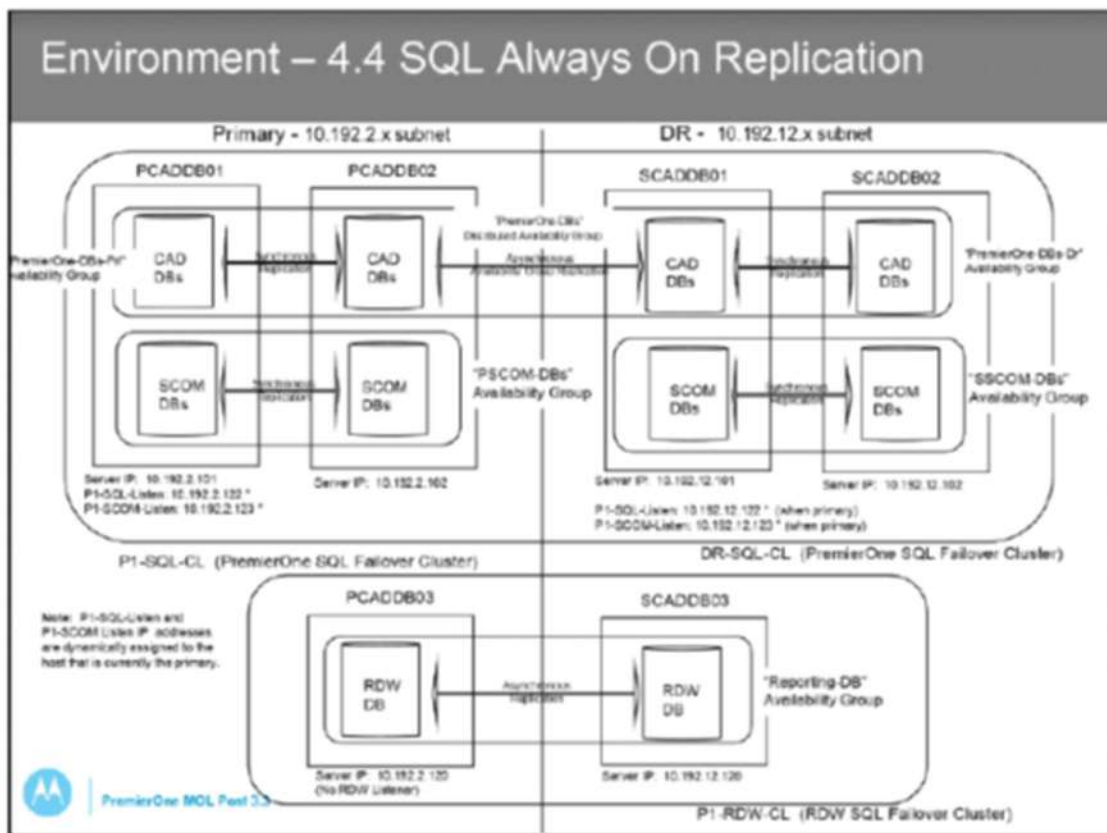 Environment – 4.4 SQL Always On Replication
Primary - 10.192.2.x subnet
DR - 10.192.12.x subnet
PCADDB01
PCADDB02
SCADDB01
SCADDB02
"PremierOne-DBs"
Distributed Availability Group
Availability Group
CAD
DBs
Synchronous
Replication
CAD
DBs
Asynchronous
Availability Group Replication
CAD
DBs
Synchronous
Replication
CAD
DBs
"PremierOne-DBs-Dr"
Availability Group
SCOM
DBs
Synchronous
Replication
SCOM
DBs
"PSCOM-DBs"
Availability Group
SCOM
DBs
Synchronous
Replication
SCOM
DBs
"SSCOM-DBs"
Availability Group
Server IP: 10.192.2.101
P1-SQL-Listen: 10.192.2.122 *
P1-SCOM-Listen: 10.192.2.123 *
Server IP: 10.192.2.102
Server IP: 10.192.12.101
P1-SQL-Listen: 10.192.12.122 * (when primary)
P1-SCOM-Listen: 10.192.12.123 * (when primary)
Server IP: 10.192.12.102
P1-SQL-CL (PremierOne SQL Failover Cluster)
DR-SQL-CL (PremierOne SQL Failover Cluster)
Note: P1-SQL-Listen and
P1-SCOM Listen IP addresses
are dynamically assigned to the
host that is currently the primary.
PCADDB03
SCADDB03
RDW
DB
Asynchronous
Replication
RDW
DB
"Reporting-DB"
Availability Group
Server IP: 10.192.2.120
(No RDW Listener)
Server IP: 10.192.12.120
P1-RDW-CL (RDW SQL Failover Cluster)
PremierOne MOL Post 3.3